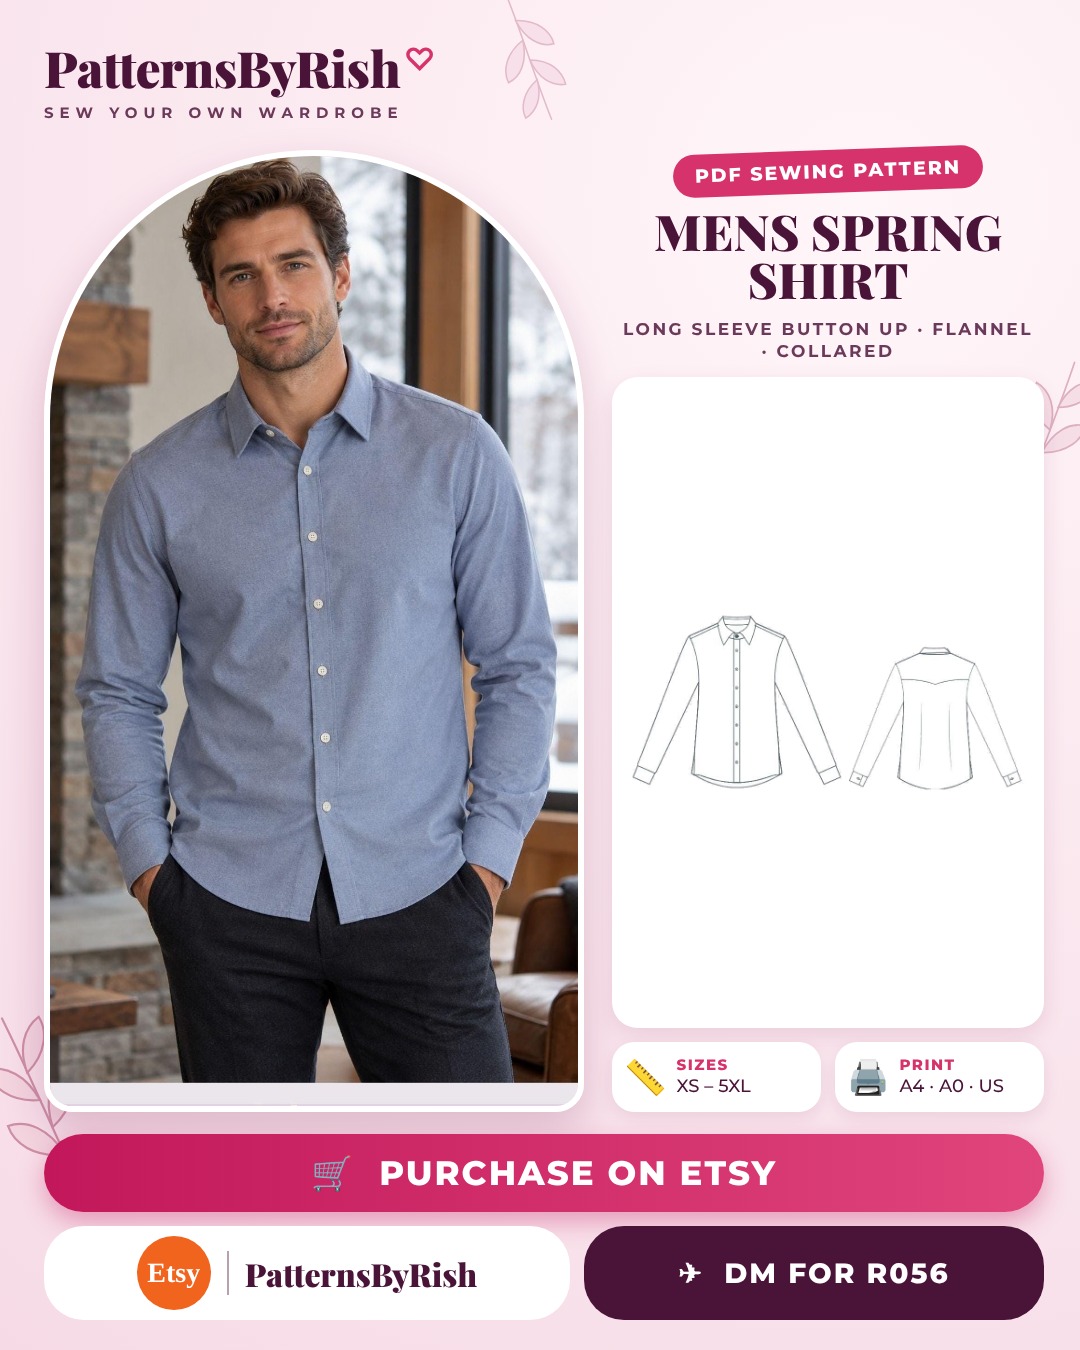 PatternsByRish
SEW YOUR OWN WARDROBE
PDF SEWING PATTERN
MENS SPRING
SHIRT
LONG SLEEVE BUTTON UP · FLANNEL
· COLLARED
SIZES
XS – 5XL
PRINT
A4 · A0 · US
PURCHASE ON ETSY
Etsy
PatternsByRish
DM FOR R056